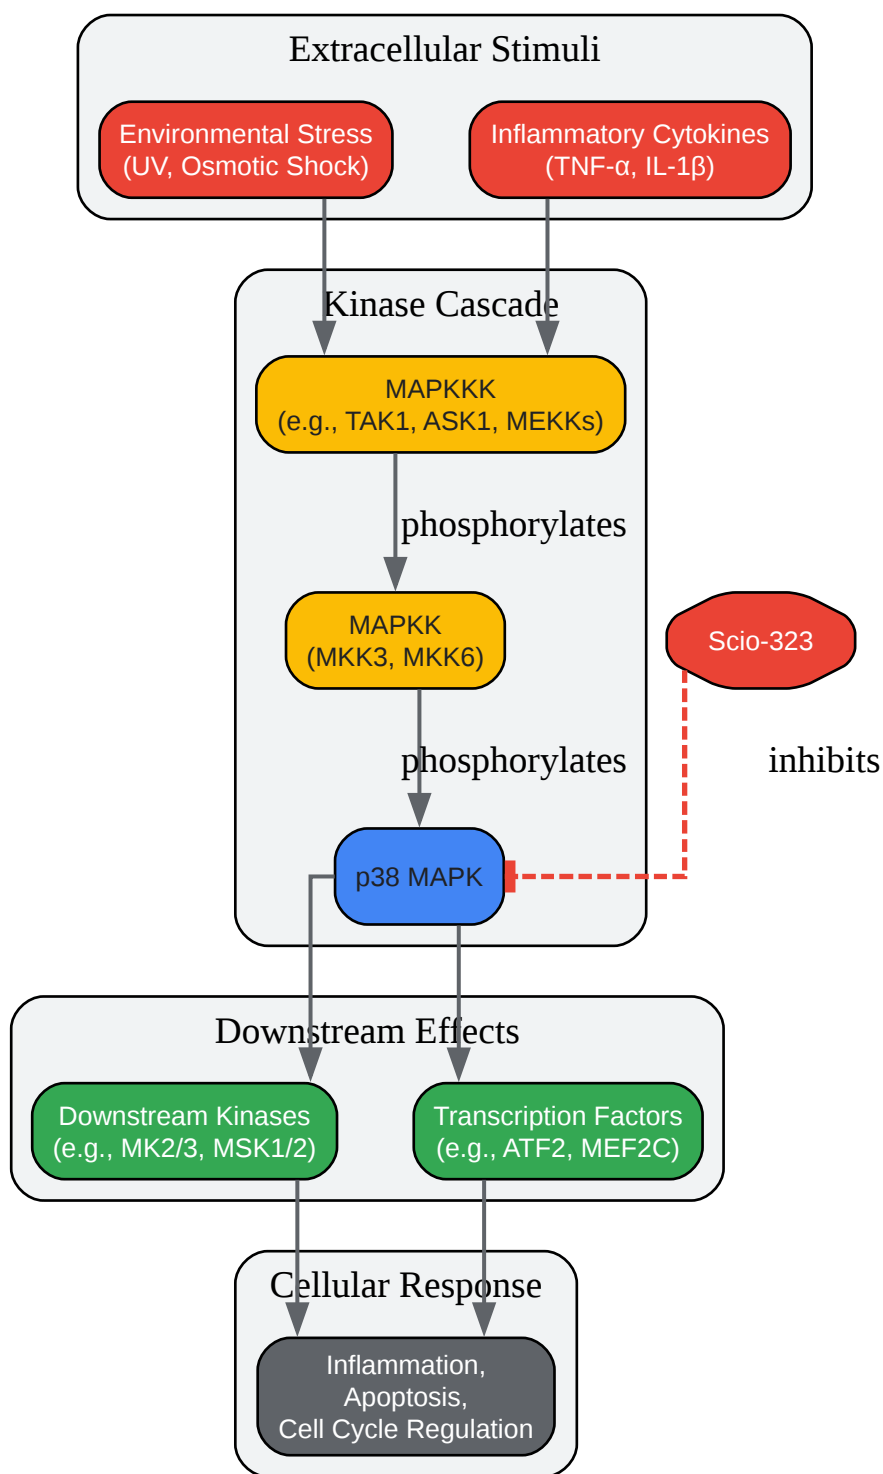 Extracellular Stimuli
Environmental Stress
(UV, Osmotic Shock)
Inflammatory Cytokines
(TNF-α, IL-1β)
Kinase Cascade
MAPKKK
(e.g., TAK1, ASK1, MEKKs)
phosphorylates
MAPKK
(MKK3, MKK6)
Scio-323
phosphorylates
inhibits
p38 MAPK
Downstream Effects
Downstream Kinases
(e.g., MK2/3, MSK1/2)
Transcription Factors
(e.g., ATF2, MEF2C)
Cellular Response
Inflammation,
Apoptosis,
Cell Cycle Regulation